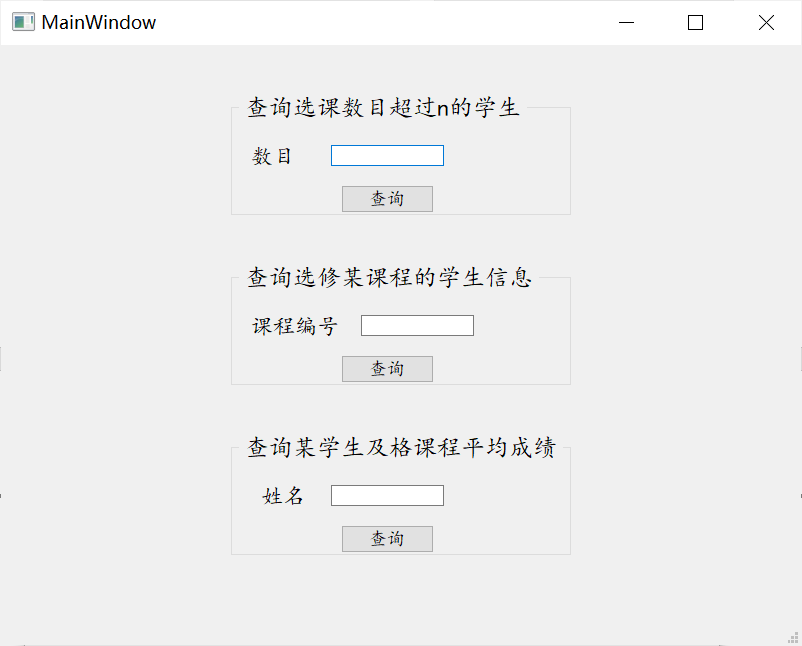 MainWindow
查询选课数目超过n的学生
数目
查询
查询选修某课程的学生信息
课程编号
查询
查询某学生及格课程平均成绩
姓名
查询